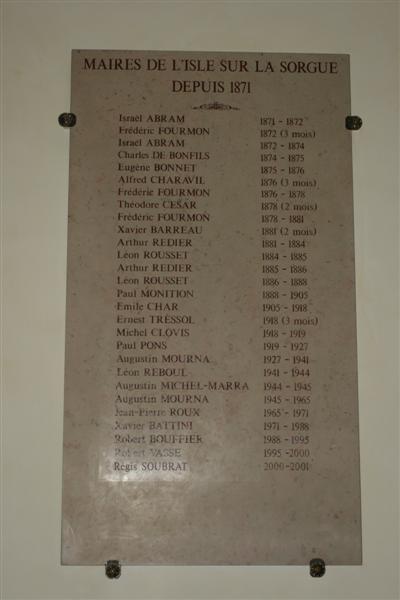 MAIRES DE L'ISLE SUR LA SORGUE
DEPUIS 1871
Israël ABRAM 1871 - 1872
Frédéric FOURMON 1872 (3 mois)
Israël ABRAM 1872 - 1874
Charles DE BONFILS 1874 - 1875
Eugène BONNET 1875 - 1876
Alfred CHARAVIL 1876 (3 mois)
Frédéric FOURMON 1876 - 1878
Théodore CESAR 1878 (2 mois)
Frédéric FOURMON 1878 - 1881
Xavier BARREAU 1881 (2 mois)
Arthur REDIER 1881 - 1884
Léon ROUSSET 1884 - 1885
Arthur REDIER 1885 - 1886
Léon ROUSSET 1886 - 1888
Paul MONITION 1888 - 1905
Emile CHAR 1905 - 1918
Ernest TRESSOL 1918 (3 mois)
Michel CLOVIS 1918 - 1919
Paul PONS 1919 - 1927
Augustin MOURNA 1927 - 1941
Léon REBOUL 1941 - 1944
Augustin MICHEL-MARRA 1944 - 1945
Augustin MOURNA 1945 - 1965
Jean-Pierre ROUX 1965 - 1971
Xavier BATTINI 1971 - 1988
Robert BOUFFIER 1988 - 1995
Robert VASSE 1995 - 2000
Régis SOUBRAT 2000-2001